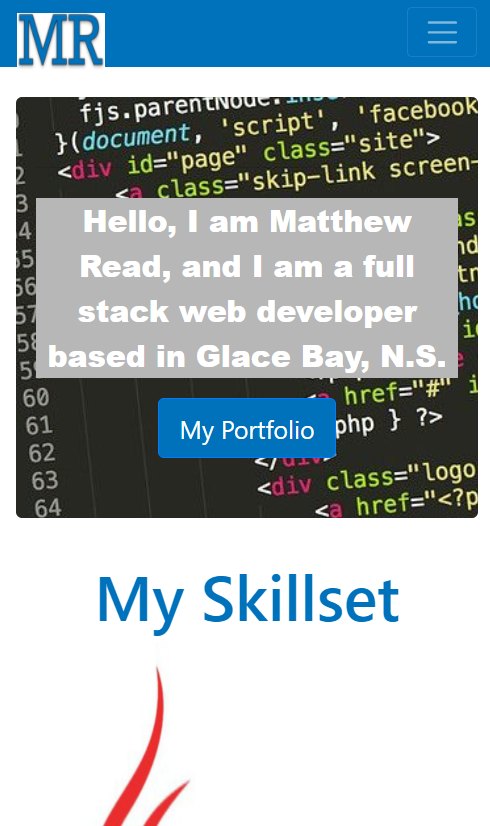 MR
fjs.parentNode.inse
}(document, 'script', 'facebook
<div id="page" class="site">
<a class="skip-link screen-
Hello, I am Matthew
Read, and I am a full
stack web developer
based in Glace Bay, N.S.
60
<a href="#"
61
php } ?>
My Portfolio
62
</div>
63
<div class="logo
64
<a href="<?p
My Skillset